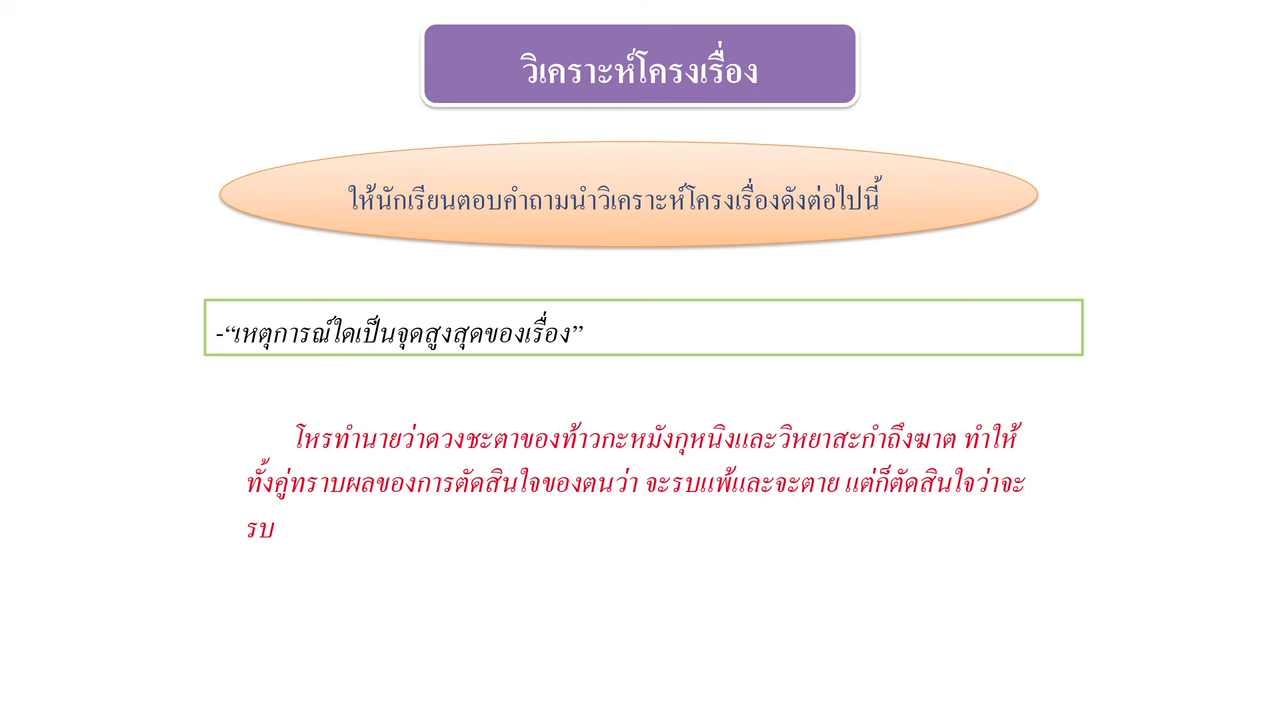 วิเคราะห์โครงเรื่อง
ให้นักเรียนตอบคำถามนำวิเคราะห์โครงเรื่องดังต่อไปนี้
-“เหตุการณ์ใดเป็นจุดสูงสุดของเรื่อง”
โหรทำนายว่าดวงชะตาของท้าวกะหมังกุหนิงและวิหยาสะกำถึงฆาต ทำให้
ทั้งคู่ทราบผลของการตัดสินใจของตนว่า จะรบแพ้และจะตาย แต่ก็ตัดสินใจว่าจะ
รบ